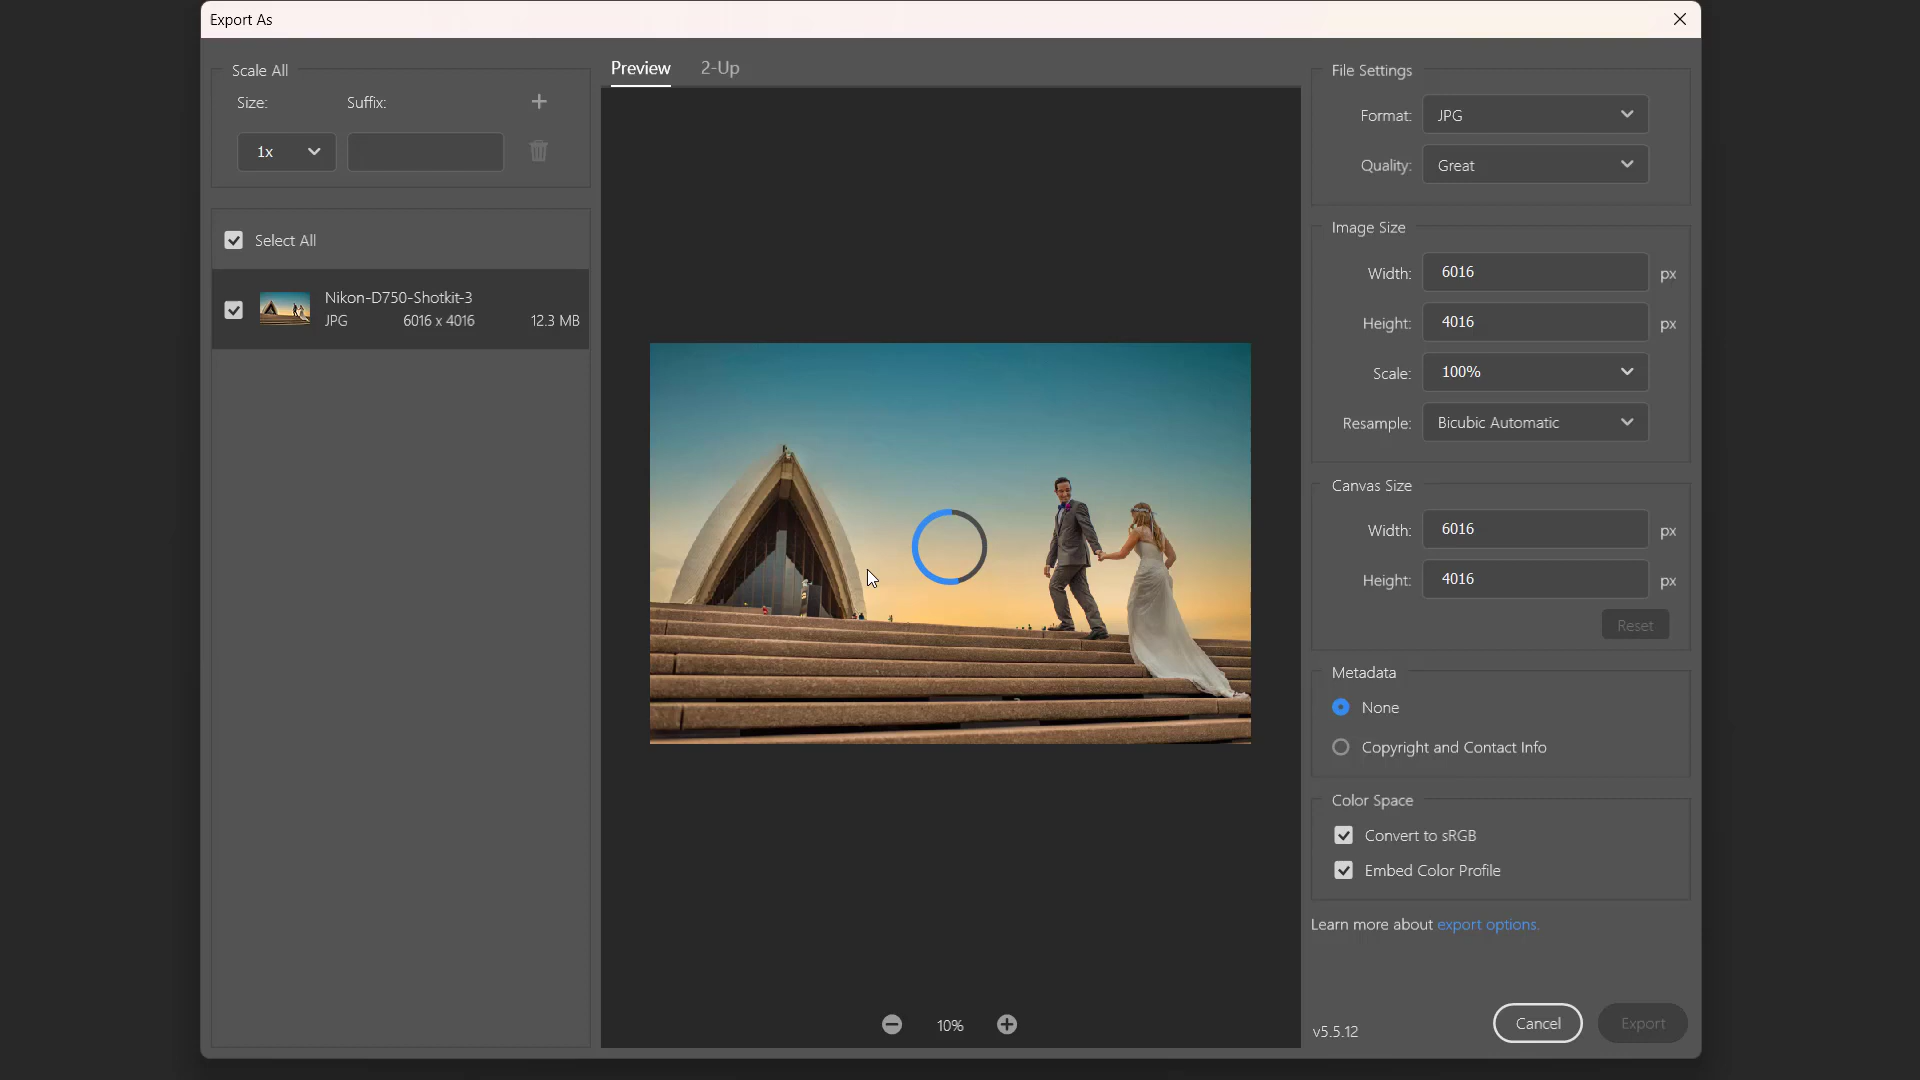 Export As
Scale All
Size:
Suffix:
1x
Select All
Nikon-D750-Shotkit-3
JPG 6016 x 4016 12.3 MB
Preview 2-Up
10%
File Settings
Format: JPG
Quality: Great
Image Size
Width: 6016 px
Height: 4016 px
Scale: 100%
Resample: Bicubic Automatic
Canvas Size
Width: 6016 px
Height: 4016 px
Reset
Metadata
None
Copyright and Contact Info
Color Space
Convert to sRGB
Embed Color Profile
Learn more about export options.
v5.5.12
Cancel
Export